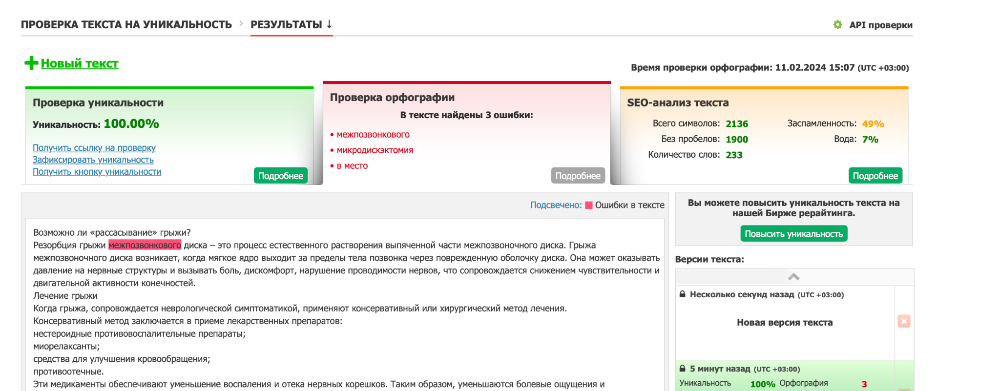 ПРОВЕРКА ТЕКСТА НА УНИКАЛЬНОСТЬ > РЕЗУЛЬТАТЫ ↓
API проверки
Новый текст
Время проверки орфографии: 11.02.2024 15:07 (UTC +03:00)
Проверка уникальности
Уникальность: 100.00%
Получить ссылку на проверку
Зафиксировать уникальность
Получить кнопку уникальности
Подробнее
Проверка орфографии
В тексте найдены 3 ошибки:
• межпозвонкового
• микродискэктомия
• в место
Подробнее
SEO-анализ текста
Всего символов: 2136 Заспамленность: 49%
Без пробелов: 1900 Вода: 7%
Количество слов: 233
Подробнее
Подсвечено: Ошибки в тексте
Возможно ли «рассасывание» грыжи?
Резорбция грыжи межпозвонкового диска – это процесс естественного растворения выпяченной части межпозвоночного диска. Грыжа
межпозвоночного диска возникает, когда мягкое ядро выходит за пределы тела позвонка через поврежденную оболочку диска. Она может оказывать
давление на нервные структуры и вызывать боль, дискомфорт, нарушение проводимости нервов, что сопровождается снижением чувствительности и
двигательной активности конечностей.
Лечение грыжи
Когда грыжа, сопровождается неврологической симптоматикой, применяют консервативный или хирургический метод лечения.
Консервативный метод заключается в приеме лекарственных препаратов:
нестероидные противовоспалительные препараты;
миорелаксанты;
средства для улучшения кровообращения;
противоотечные.
Эти медикаменты обеспечивают уменьшение воспаления и отека нервных корешков. Таким образом, уменьшаются болевые ощущения и
Вы можете повысить уникальность текста на
нашей Бирже рерайтинга.
Повысить уникальность
Версии текста:
Несколько секунд назад (UTC +03:00)
Новая версия текста
5 минут назад (UTC +03:00)
Уникальность 100% Орфография 3